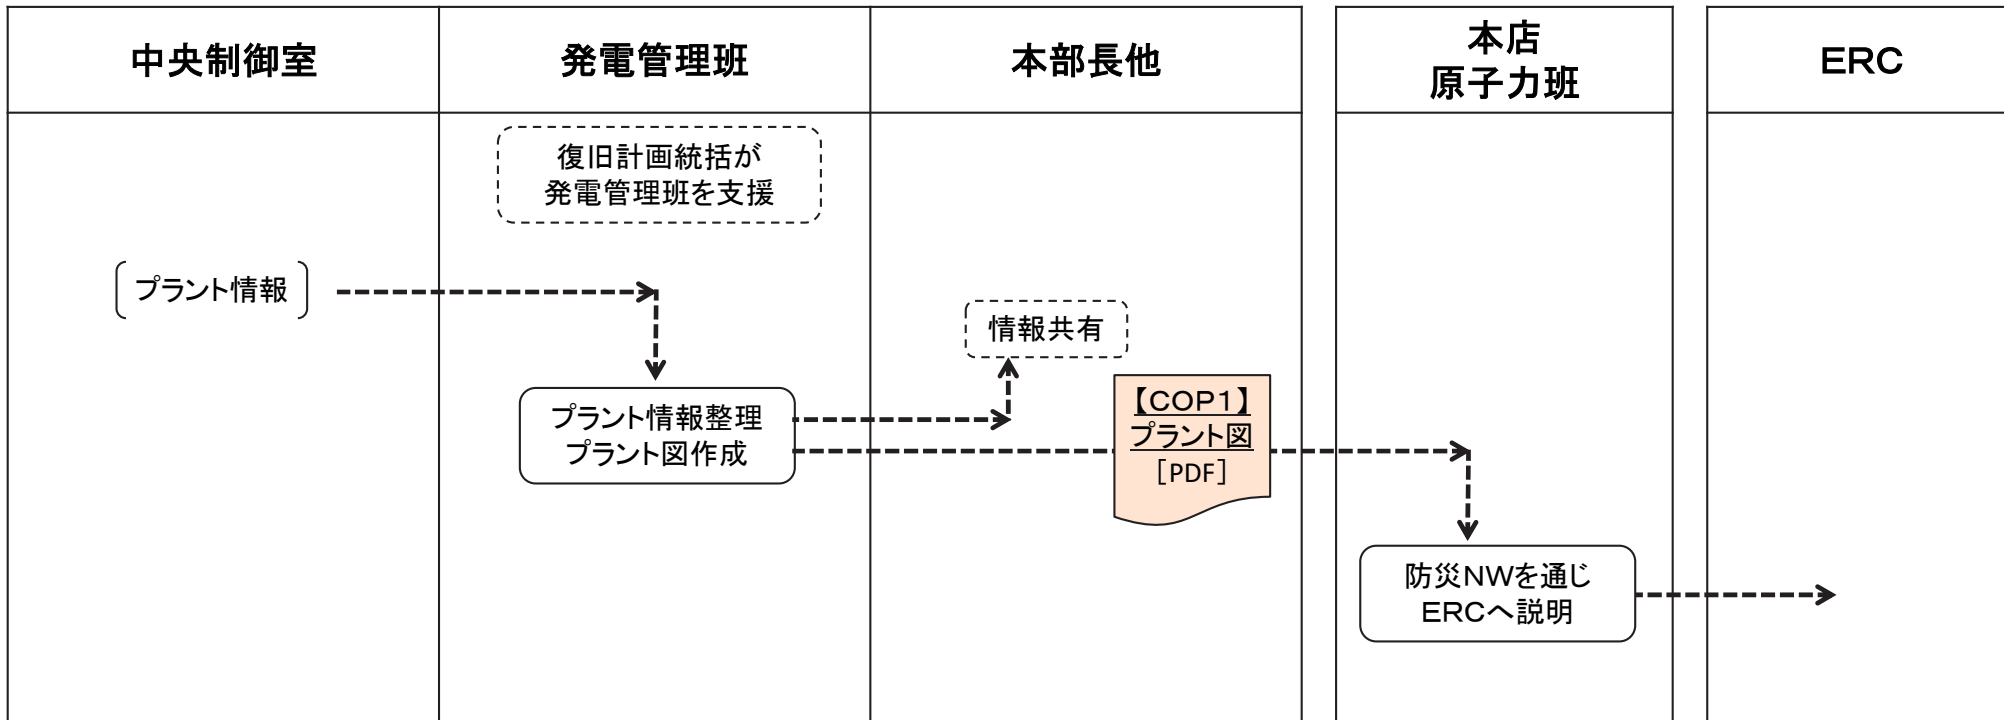 中央制御室
発電管理班
本部長他
本店
原子力班
ERC
復旧計画統括が
発電管理班を支援
プラント情報
情報共有
プラント情報整理
プラント図作成
【COP1】
プラント図
[PDF]
防災NWを通じ
ERCへ説明